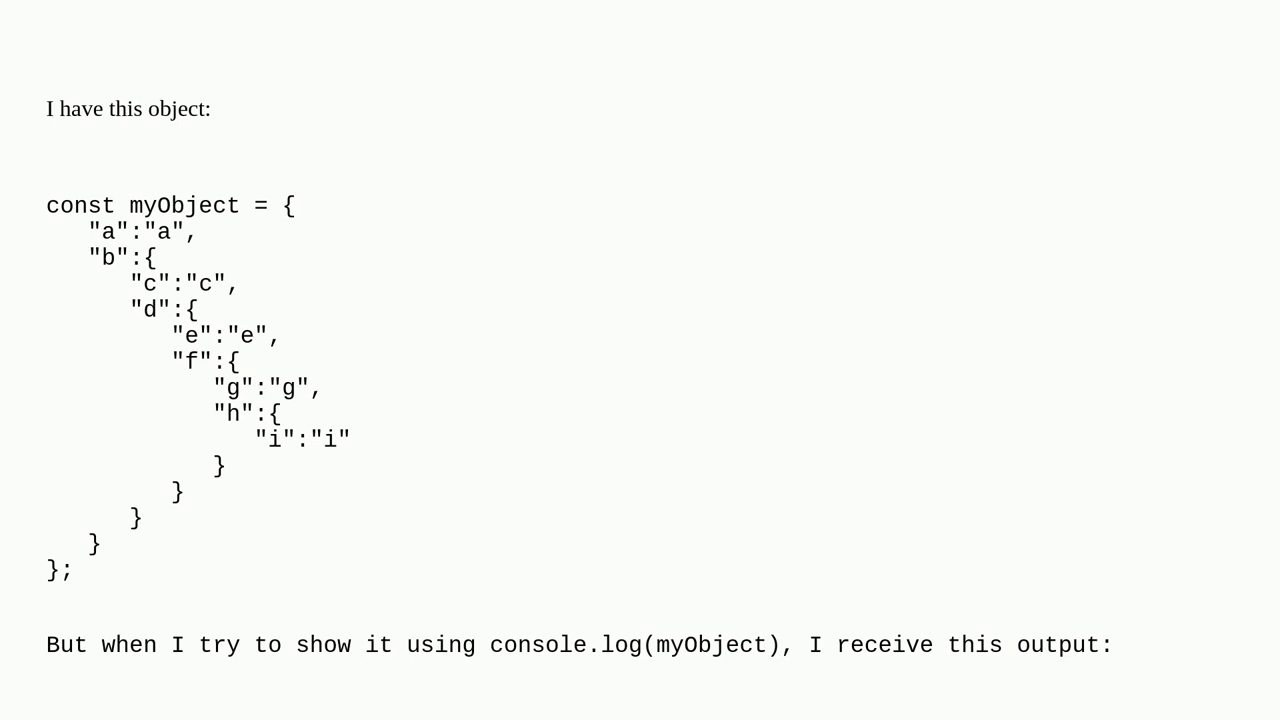 I have this object:
const myObject = {
   "a":"a",
   "b":{
      "c":"c",
      "d":{
         "e":"e",
         "f":{
            "g":"g",
            "h":{
               "i":"i"
            }
         }
      }
   }
};
But when I try to show it using console.log(myObject), I receive this output: